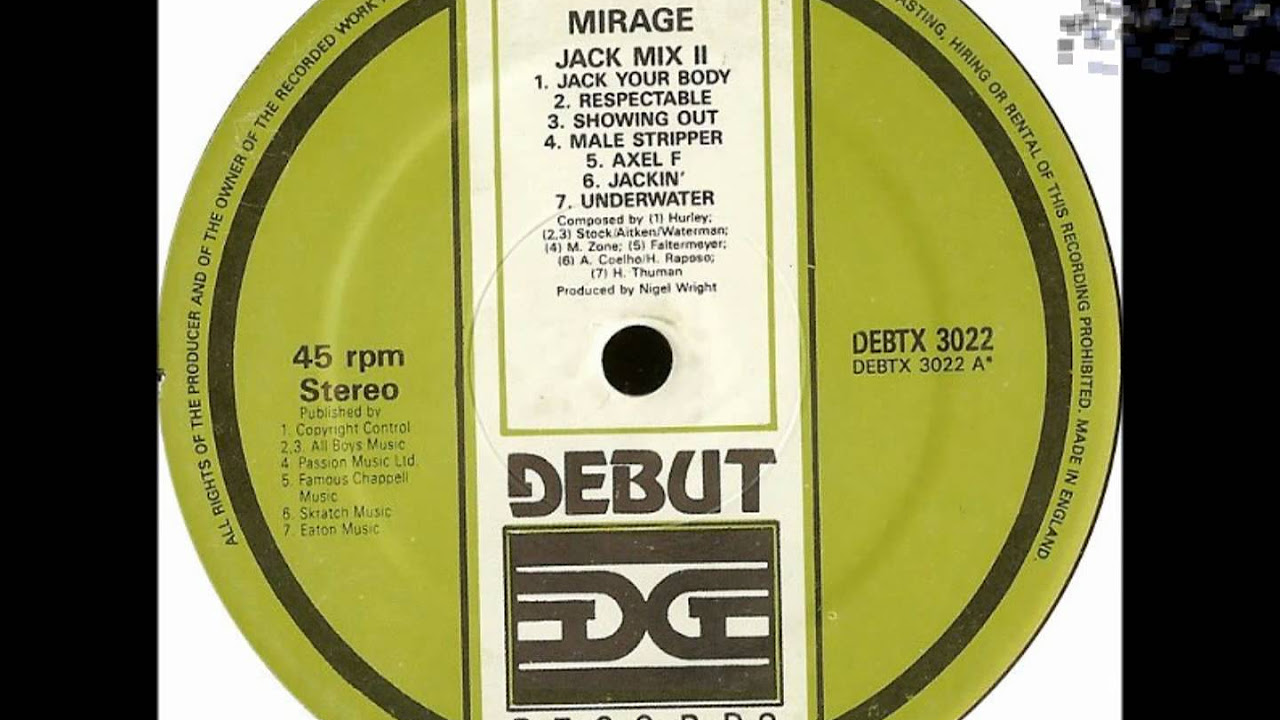 MIRAGE
JACK MIX II
1. JACK YOUR BODY
2. RESPECTABLE
3. SHOWING OUT
4. MALE STRIPPER
5. AXEL F
6. JACKIN'
7. UNDERWATER
Composed by (1) Hurley;
(2,3) Stock/Aitken/Waterman;
(4) M. Zone; (5) Faltermeyer;
(6) A. Coelho/H. Raposo;
(7) H. Thuman
Produced by Nigel Wright
45 rpm
Stereo
Published by
1. Copyright Control
2,3. All Boys Music
4. Passion Music Ltd.
5. Famous Chappell
Music
6. Skratch Music
7. Eaton Music
DEBTX 3022
DEBTX 3022 A*
DEBUT
RECORDS
ALL RIGHTS OF THE PRODUCER AND OF THE OWNER OF THE RECORDED WORK
HIRING OR RENTAL OF THIS RECORDING PROHIBITED. MADE IN ENGLAND.